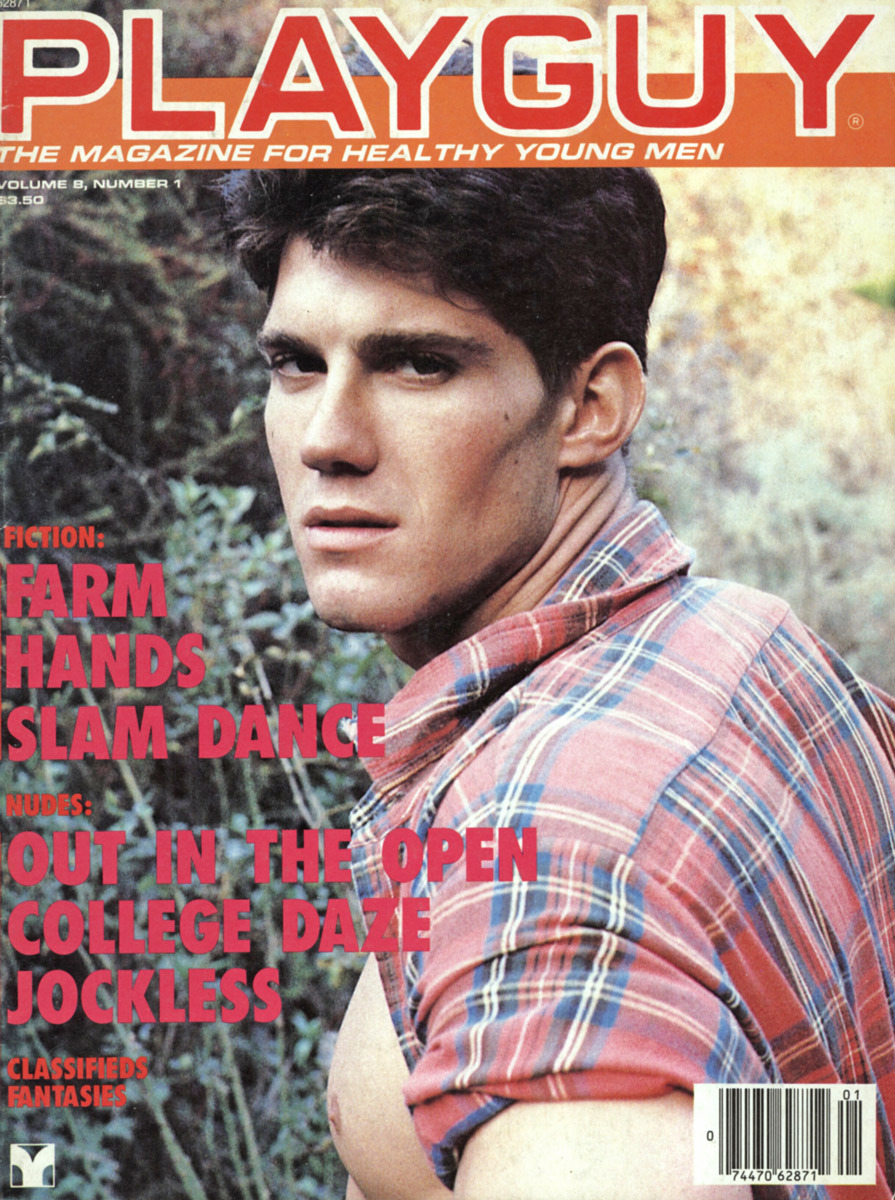 62871
PLAYGUY
®
THE MAGAZINE FOR HEALTHY YOUNG MEN
VOLUME 8, NUMBER 1
$3.50
FICTION:
FARM
HANDS
SLAM DANCE
NUDES:
OUT IN THE OPEN
COLLEGE DAZE
JOCKLESS
CLASSIFIEDS
FANTASIES
01
0
74470 62871